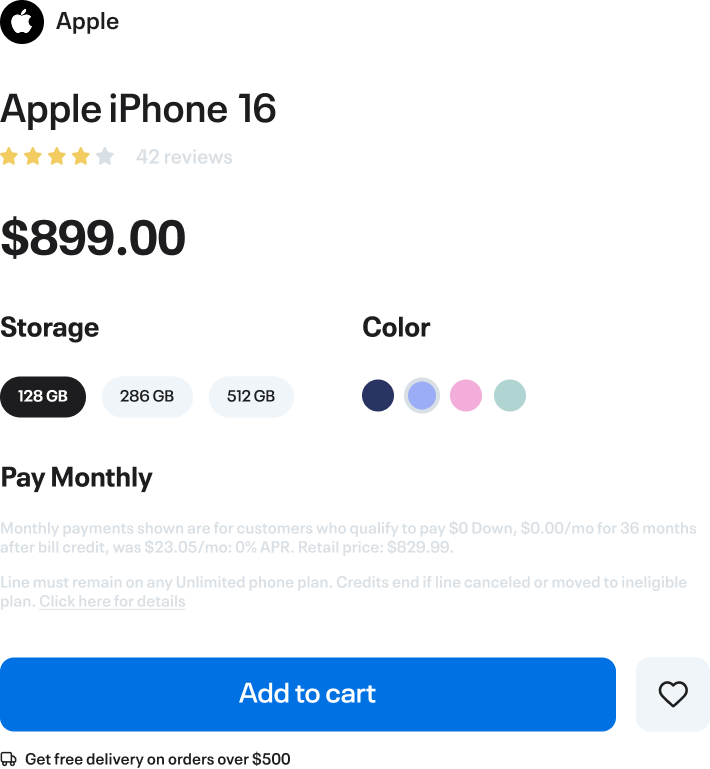 Apple
Apple iPhone 16
42 reviews
$899.00
Storage
Color
128 GB
286 GB
512 GB
Pay Monthly
Monthly payments shown are for customers who qualify to pay $0 Down, $0.00/mo for 36 months
after bill credit, was $23.05/mo: 0% APR. Retail price: $829.99.
Line must remain on any Unlimited phone plan. Credits end if line canceled or moved to ineligible
plan. Click here for details
Add to cart
Get free delivery on orders over $500